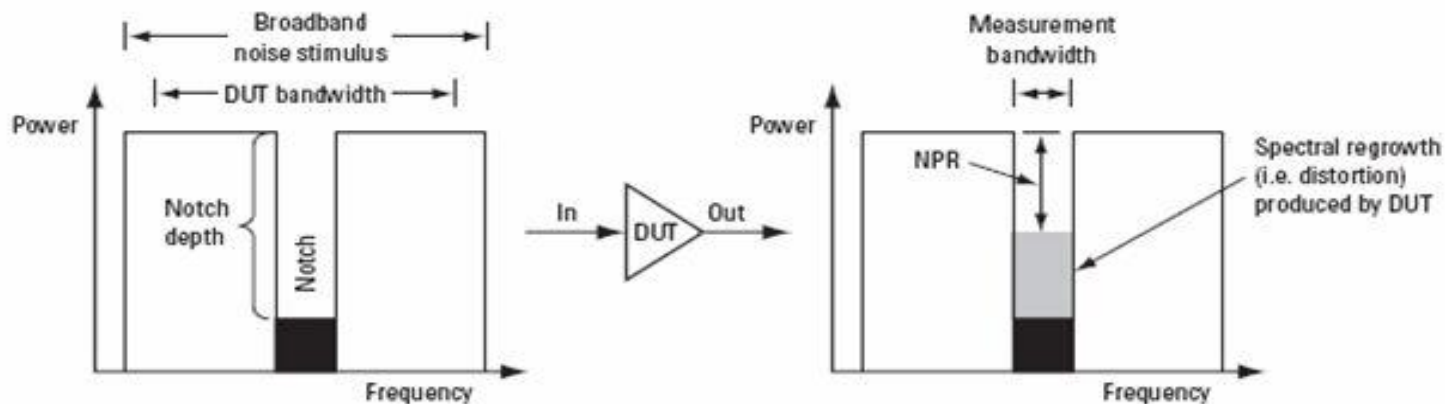 Broadband
noise stimulus
DUT bandwidth
Power
Notch
depth
Notch
Frequency
In
DUT
Out
Measurement
bandwidth
Power
NPR
Spectral regrowth
(i.e. distortion)
produced by DUT
Frequency